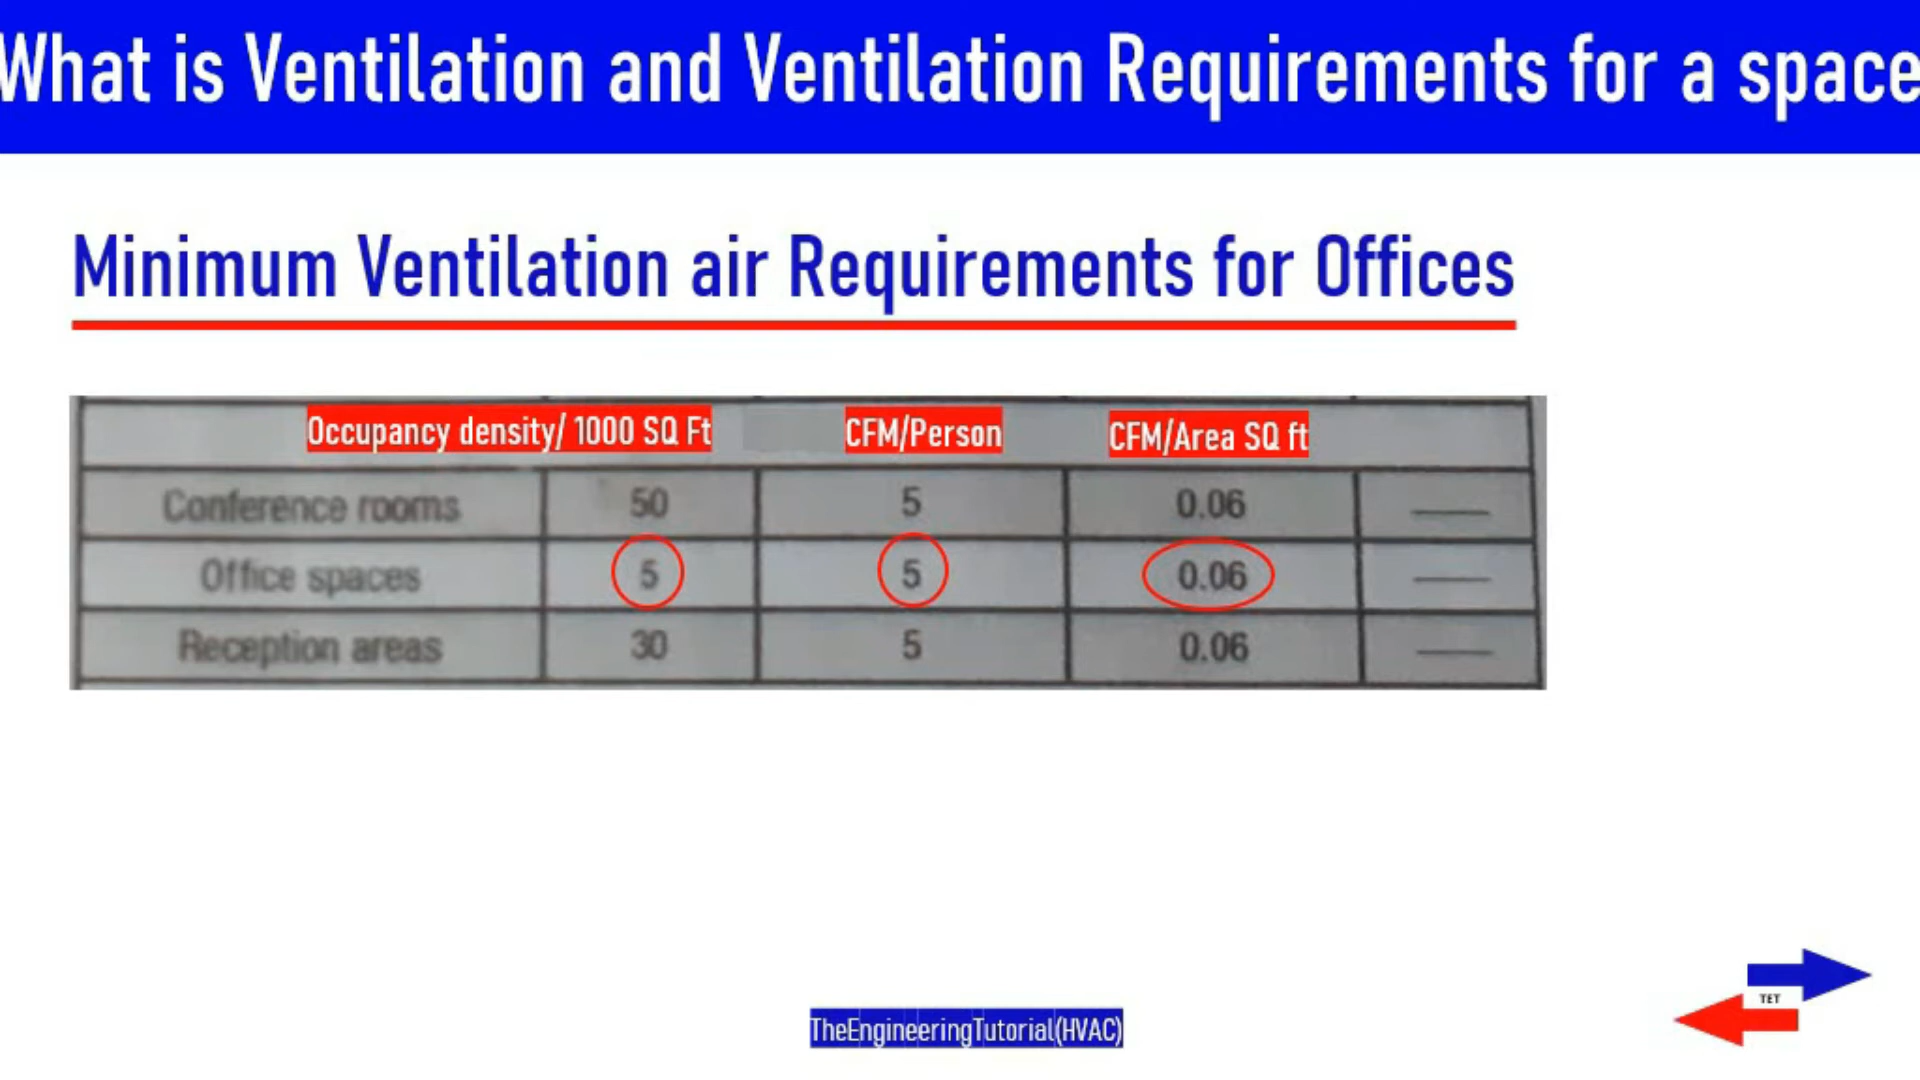 What is Ventilation and Ventilation Requirements for a space
Minimum Ventilation air Requirements for Offices
Occupancy density/ 1000 SQ Ft CFM/Person CFM/Area SQ ft
Conference rooms 50 5 0.06
Office spaces 5 5 0.06
Reception areas 30 5 0.06
TET
TheEngineeringTutorial(HVAC)